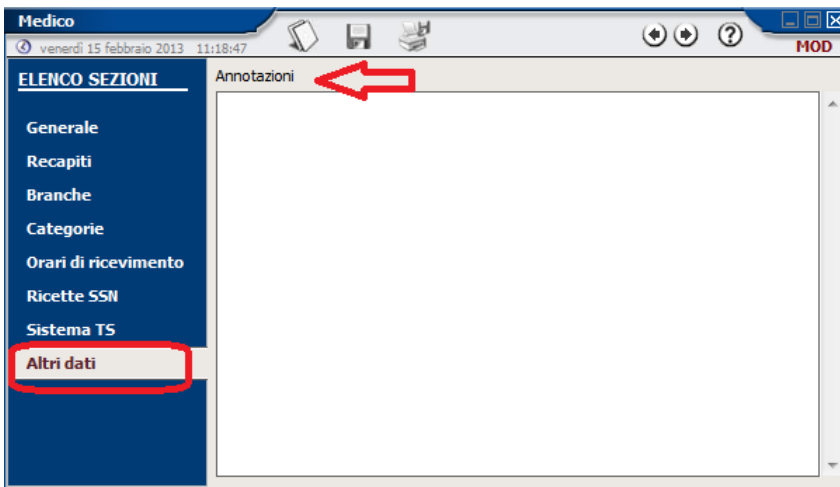 Medico
venerdì 15 febbraio 2013 11:18:47
MOD
ELENCO SEZIONI
Annotazioni
Generale
Recapiti
Branche
Categorie
Orari di ricevimento
Ricette SSN
Sistema TS
Altri dati